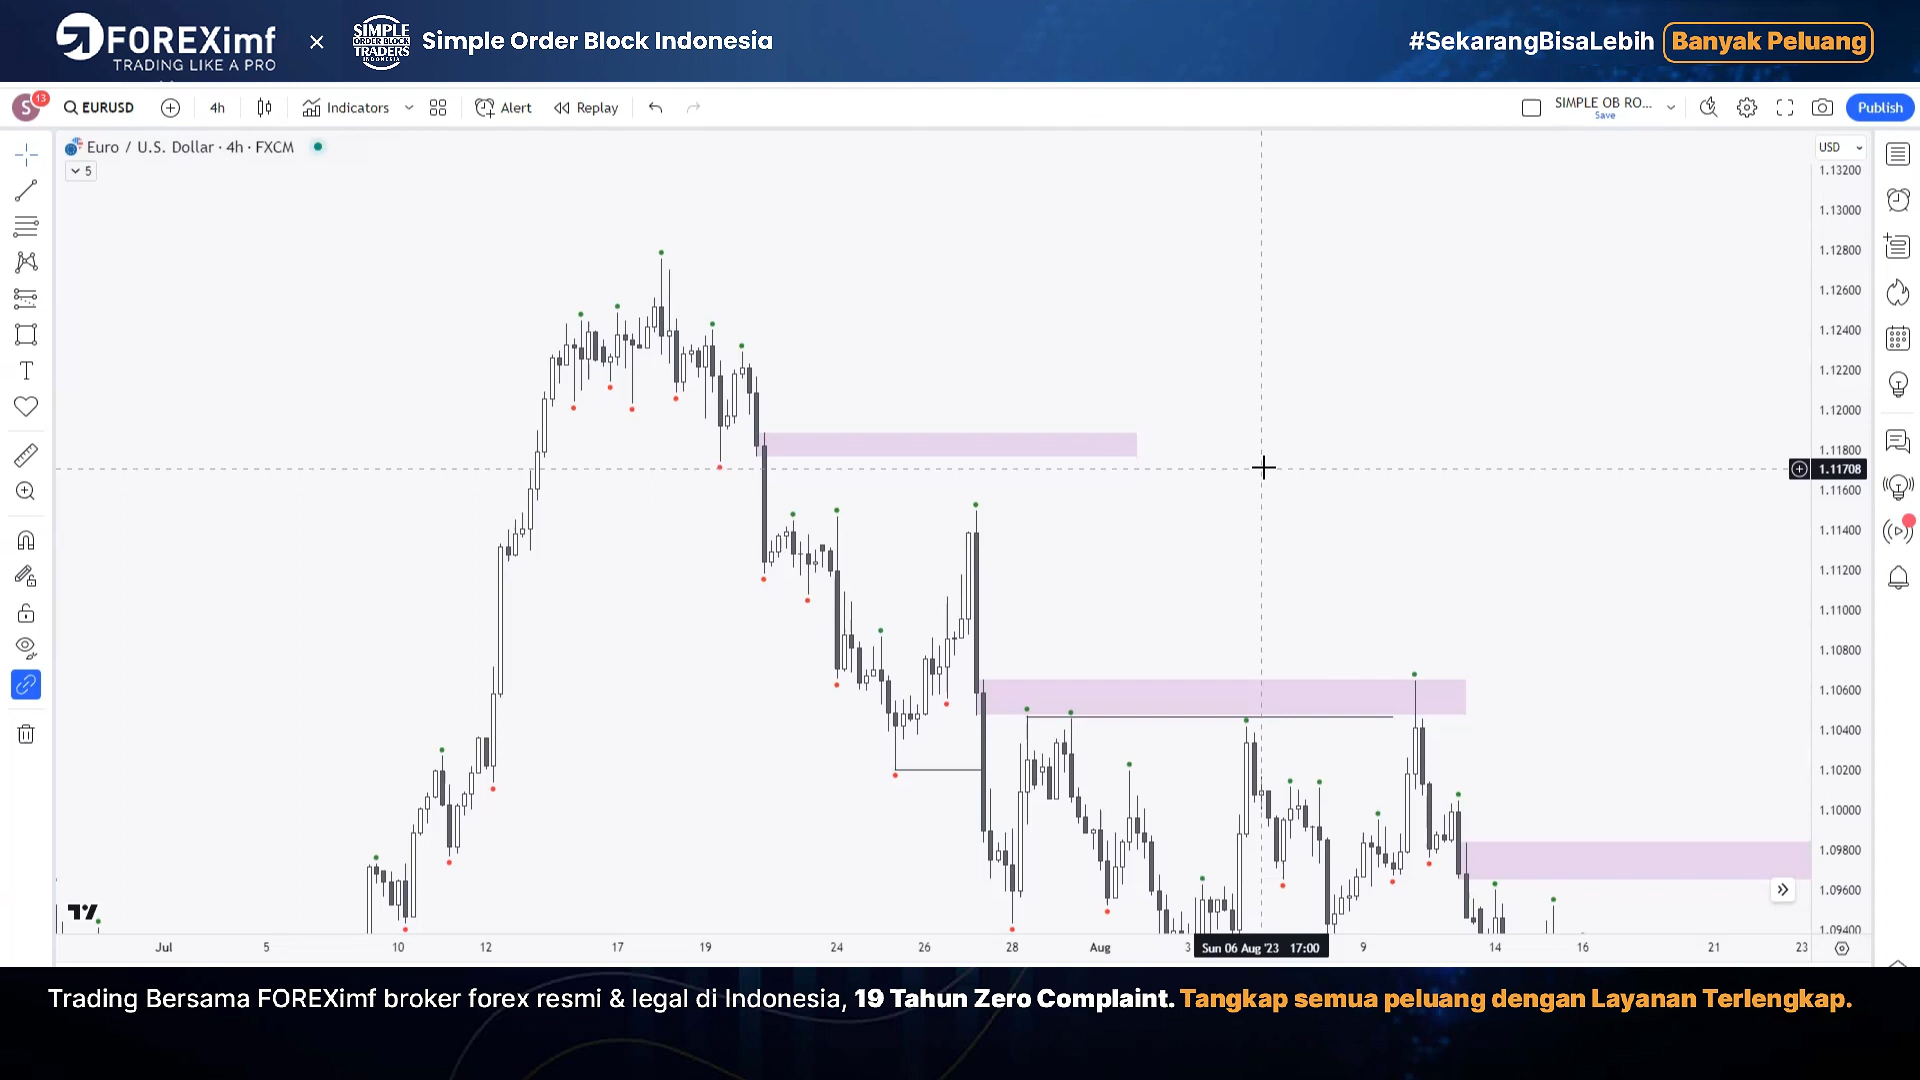 FOREXimf
TRADING LIKE A PRO
×
SIMPLE
ORDER BLOCK
TRADERS
INDONESIA
Simple Order Block Indonesia
#SekarangBisaLebih Banyak Peluang
S 13 EURUSD 4h Indicators Alert Replay SIMPLE OB RO... Save Publish
Euro / U.S. Dollar · 4h · FXCM
5
USD
1.13200
1.13000
1.12800
1.12600
1.12400
1.12200
1.12000
1.11800
1.11708
1.11600
1.11400
1.11200
1.11000
1.10800
1.10600
1.10400
1.10200
1.10000
1.09800
1.09600
1.09400
Jul 5 10 12 17 19 24 26 28 Aug 3 Sun 06 Aug '23 17:00 9 14 16 21 23
Trading Bersama FOREXimf broker forex resmi & legal di Indonesia, 19 Tahun Zero Complaint. Tangkap semua peluang dengan Layanan Terlengkap.